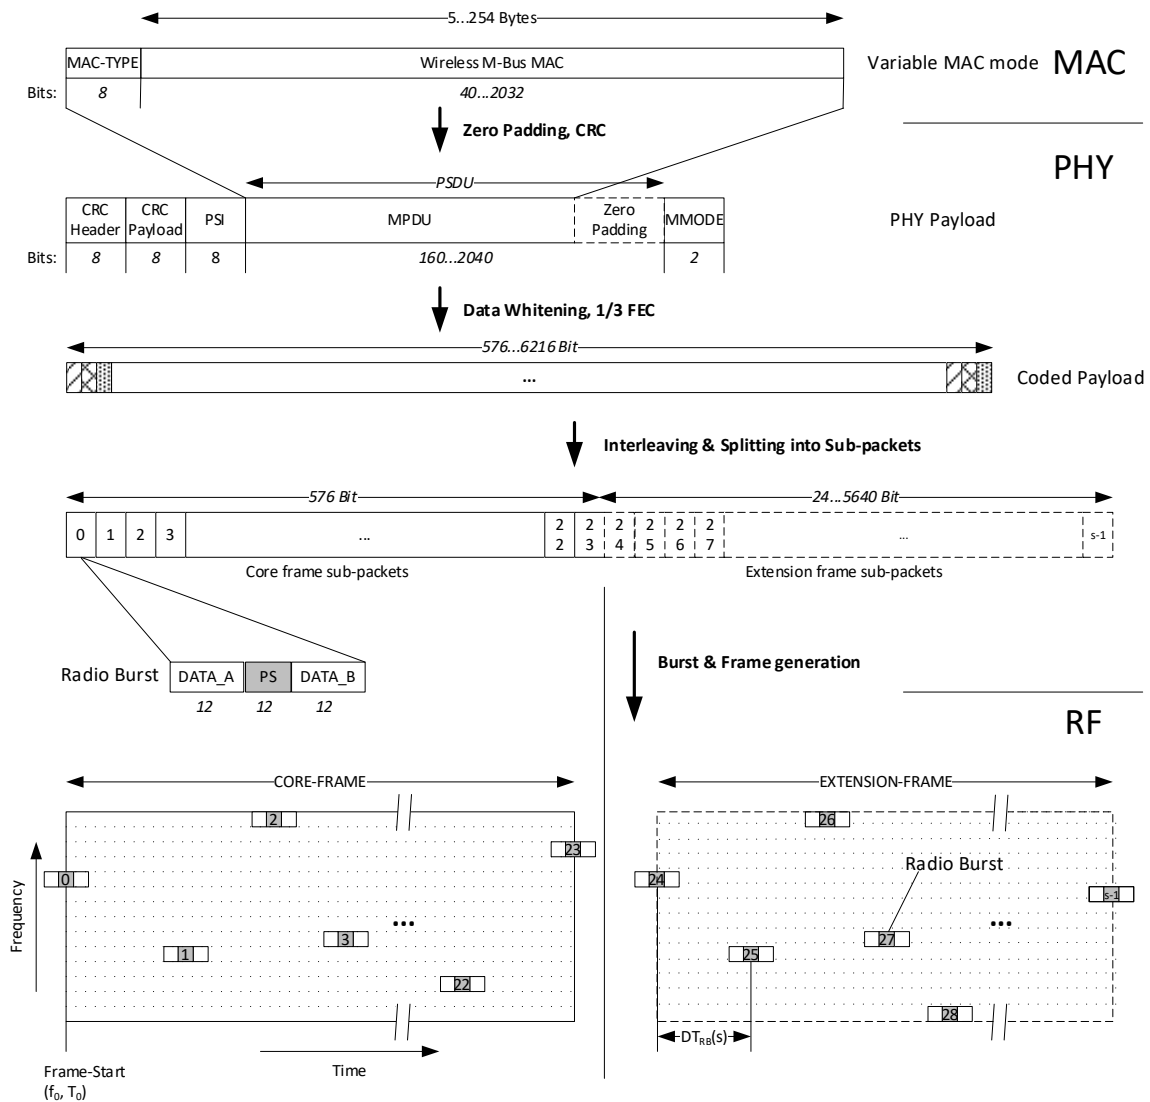 5...254 Bytes
MAC-TYPE Wireless M-Bus MAC Variable MAC mode MAC
Bits: 8 40...2032
Zero Padding, CRC
PHY
PSDU
CRC Header CRC Payload PSI MPDU Zero Padding MMODE PHY Payload
Bits: 8 8 8 160...2040 2
Data Whitening, 1/3 FEC
576...6216 Bit
... Coded Payload
Interleaving & Splitting into Sub-packets
576 Bit 24...5640 Bit
0 1 2 3 ... 22 23 24 25 26 27 ... s-1
Core frame sub-packets Extension frame sub-packets
Burst & Frame generation
Radio Burst DATA_A PS DATA_B
12 12 12
RF
CORE-FRAME EXTENSION-FRAME
2 26
23
Radio Burst
0 24
s-1
Frequency
... ...
3 27
1 25
22
28
DT_RB(s)
Frame-Start Time
(f₀, T₀)